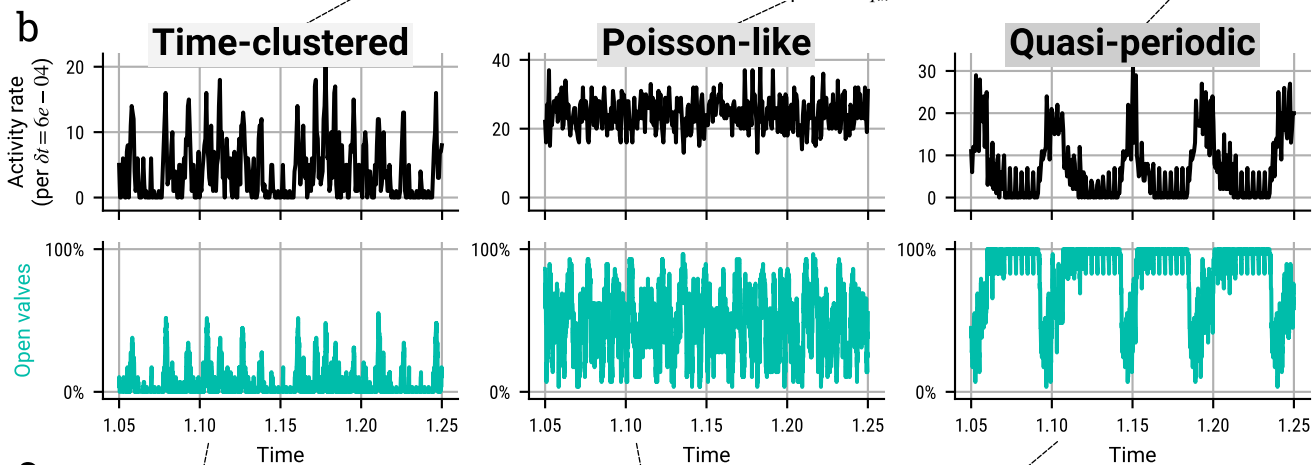 b
Time-clustered
Poisson-like
Quasi-periodic
Activity rate
(per δt = 6e − 04)
20
10
0
40
20
0
30
20
10
0
Open valves
100%
0%
100%
0%
100%
0%
1.05 1.10 1.15 1.20 1.25
1.05 1.10 1.15 1.20 1.25
1.05 1.10 1.15 1.20 1.25
Time
Time
Time